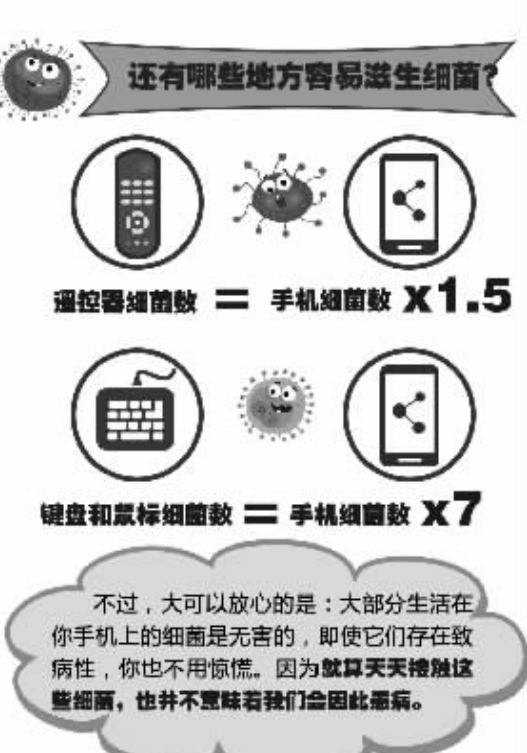 还有哪些地方容易滋生细菌?
遥控器细菌数 = 手机细菌数 x1.5
键盘和鼠标细菌数 = 手机细菌数 x7
不过，大可以放心的是：大部分生活在
你手机上的细菌是无害的，即使它们存在致
病性，你也不用惊慌。因为就算天天接触这
些细菌，也并不意味着我们会因此患病。